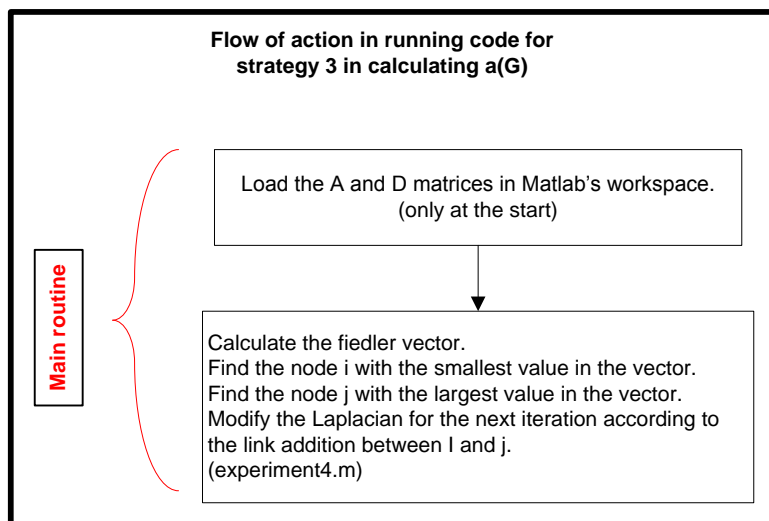 Flow of action in running code for
strategy 3 in calculating a(G)
Load the A and D matrices in Matlab's workspace.
(only at the start)
Main routine
Calculate the fiedler vector.
Find the node i with the smallest value in the vector.
Find the node j with the largest value in the vector.
Modify the Laplacian for the next iteration according to
the link addition between I and j.
(experiment4.m)